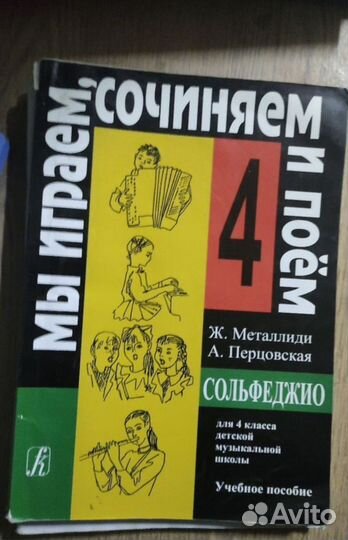 МЫ ИГРАЕМ, СОЧИНЯЕМ И ПОЁМ
4
Ж. Металлиди
А. Перцовская
СОЛЬФЕДЖИО
для 4 класса
детской
музыкальной
школы
Учебное пособие
Avito